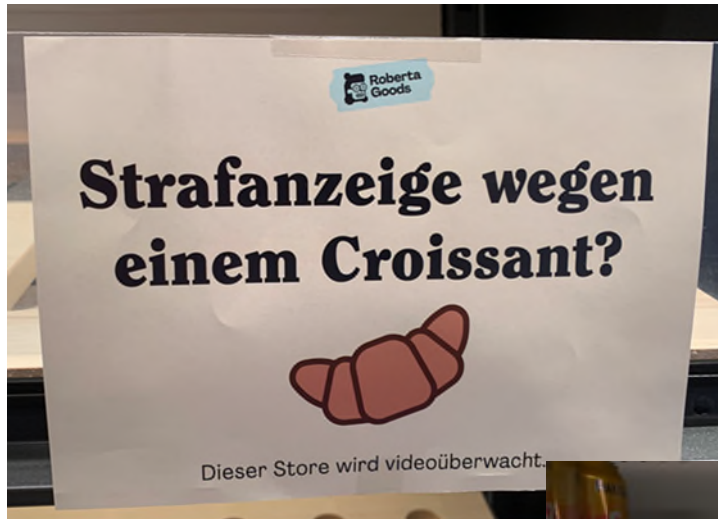 Roberta
Goods
Strafanzeige wegen
einem Croissant?
Dieser Store wird videoüberwacht.